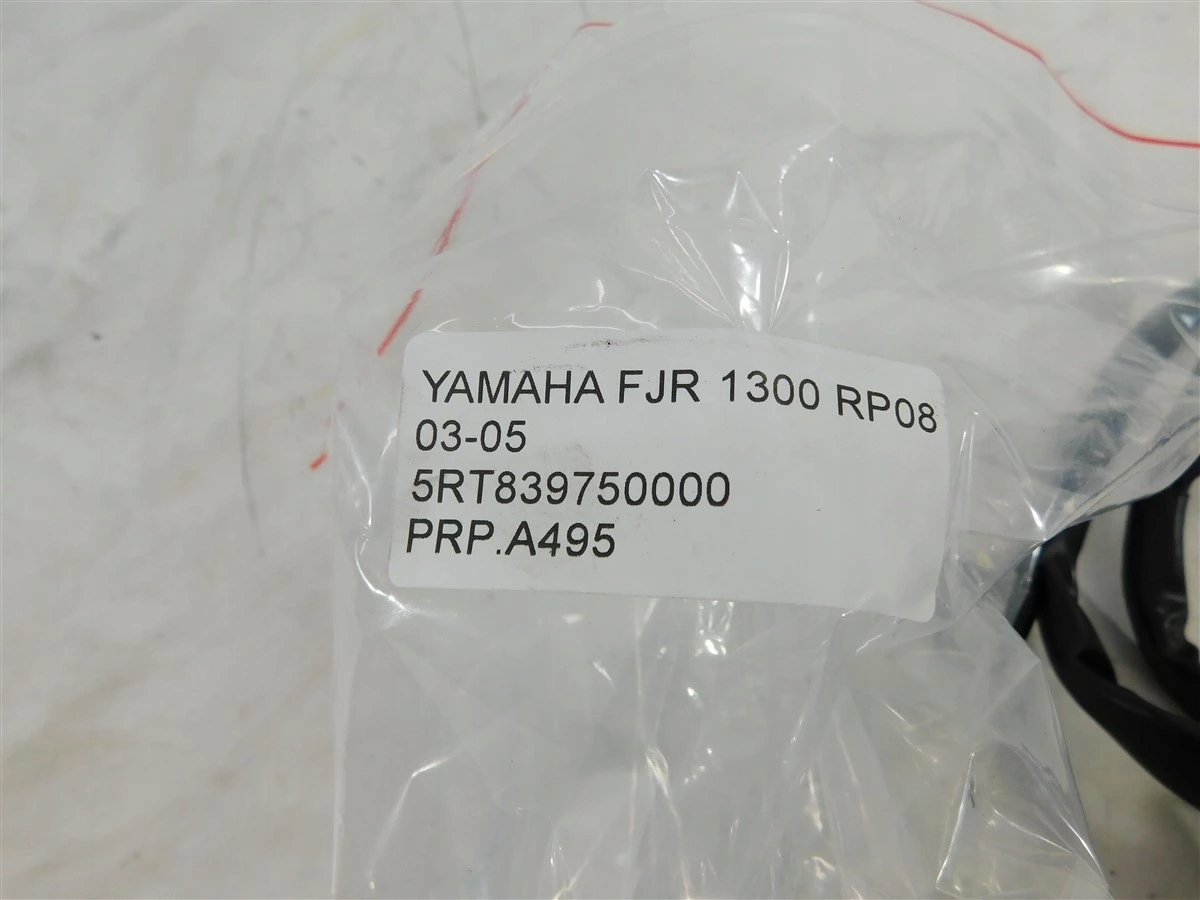 YAMAHA FJR 1300 RP08
03-05
5RT839750000
PRP.A495